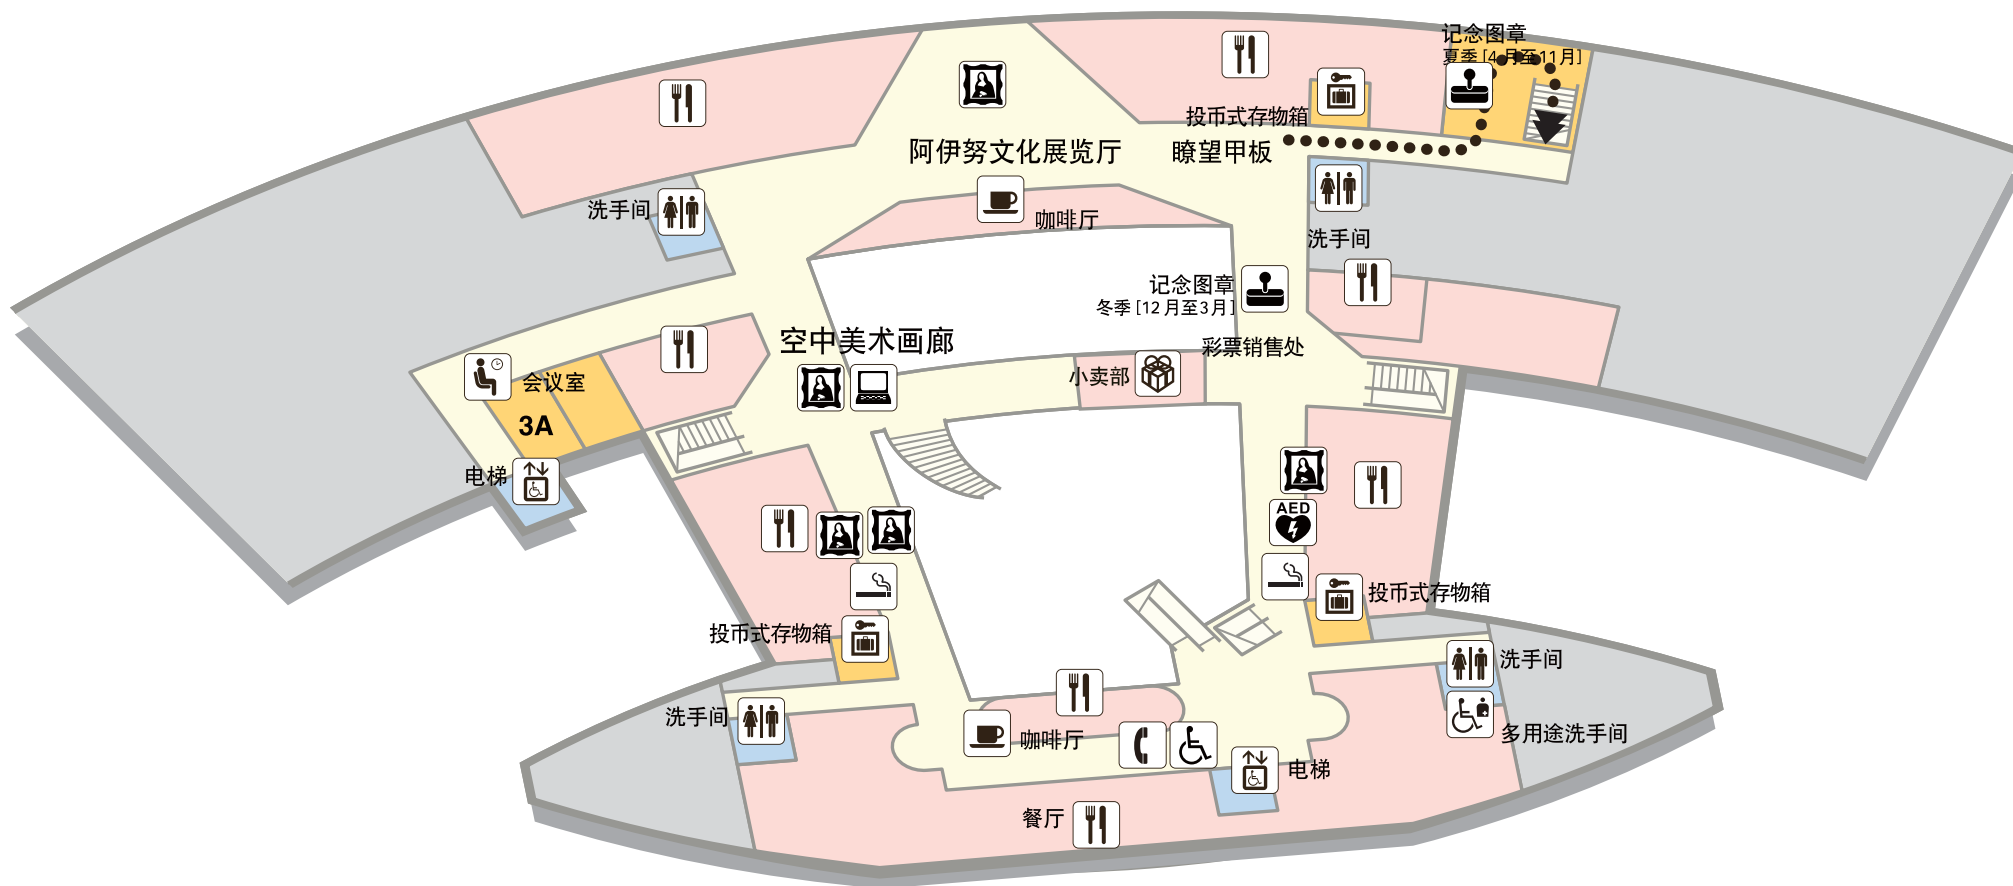 记念图章
夏季 [4 月至11月]
投币式存物箱
阿伊努文化展览厅
瞭望甲板
洗手间
咖啡厅
洗手间
记念图章
冬季 [12 月至3月]
空中美术画廊
彩票销售处
小卖部
会议室
3A
电梯
AED
投币式存物箱
投币式存物箱
洗手间
洗手间
咖啡厅
多用途洗手间
电梯
餐厅